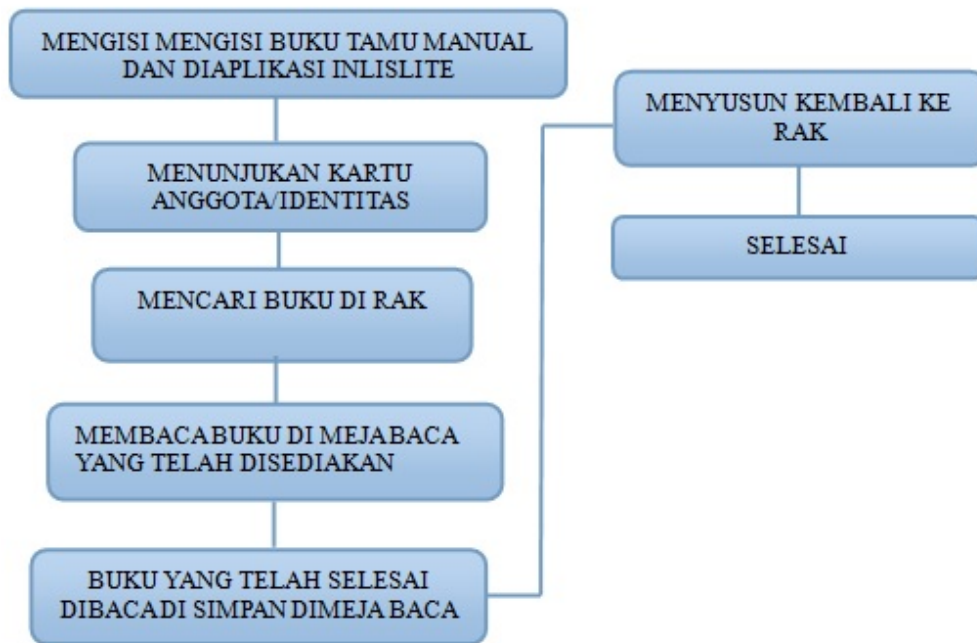 MENGISI MENGISI BUKU TAMU MANUAL
DAN DIAPLIKASI INLISLITE
MENUNJUKAN KARTU
ANGGOTA/IDENTITAS
MENCARI BUKU DI RAK
MEMBACABUKU DI MEJABACA
YANG TELAH DISEDIAKAN
BUKU YANG TELAH SELESAI
DIBACADI SIMPAN DIMEJA BACA
MENYUSUN KEMBALI KE
RAK
SELESAI